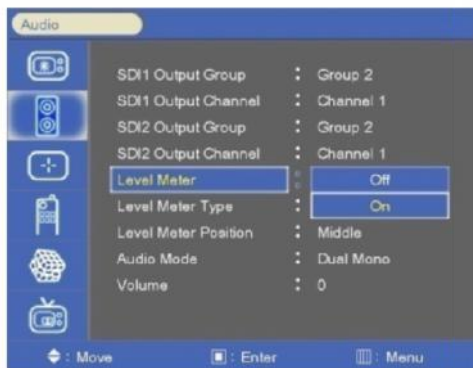 Audio
SDI1 Output Group : Group 2
SDI1 Output Channel : Channel 1
SDI2 Output Group : Group 2
SDI2 Output Channel : Channel 1
Level Meter : Off
Level Meter Type : On
Level Meter Position : Middle
Audio Mode : Dual Mono
Volume : 0
: Move : Enter : Menu